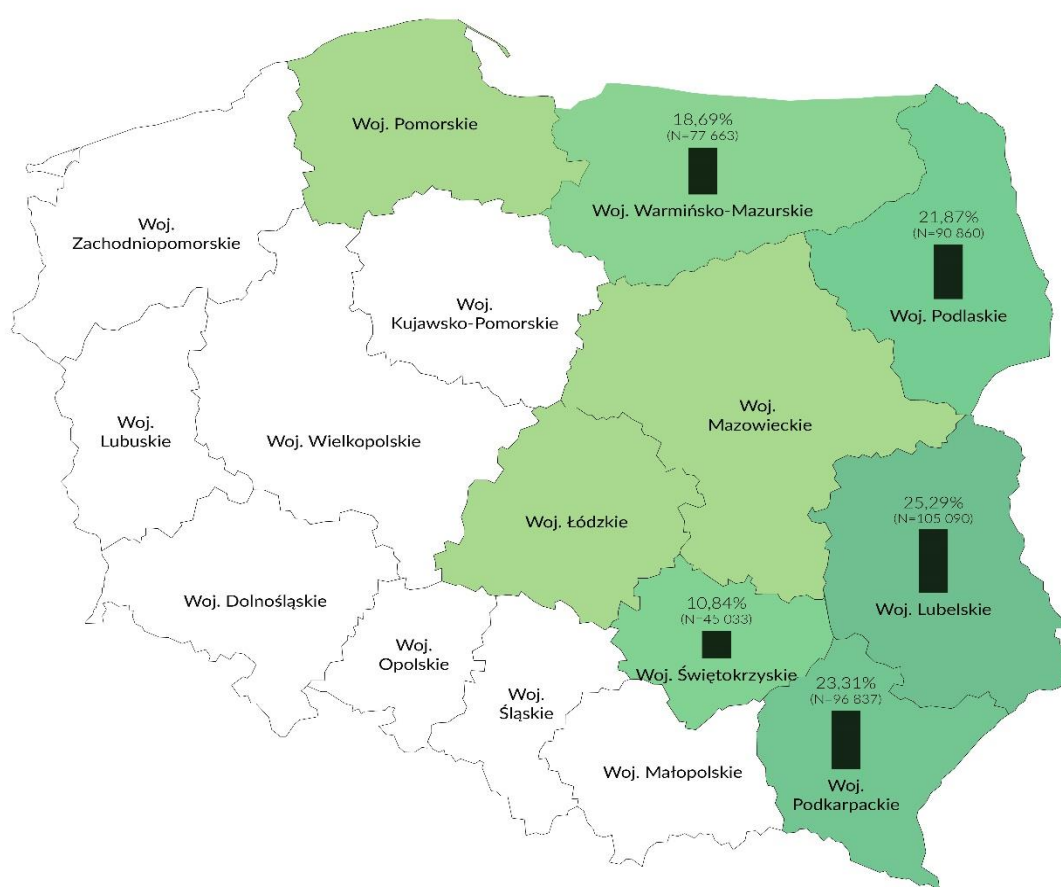 Woj. Pomorskie
18,69%
(N=77 663)
Woj. Warmińsko-Mazurskie
Woj.
Zachodniopomorskie
21,87%
(N=90 860)
Woj. Podlaskie
Woj.
Kujawsko-Pomorskie
Woj.
Lubuskie
Woj. Wielkopolskie
Woj.
Mazowieckie
Woj. Łódzkie
25,29%
(N=105 090)
Woj. Lubelskie
Woj. Dolnośląskie
10,84%
(N=45 033)
Woj. Świętokrzyskie
Woj.
Opolskie
Woj.
Śląskie
23,31%
(N=96 837)
Woj.
Podkarpackie
Woj. Małopolskie